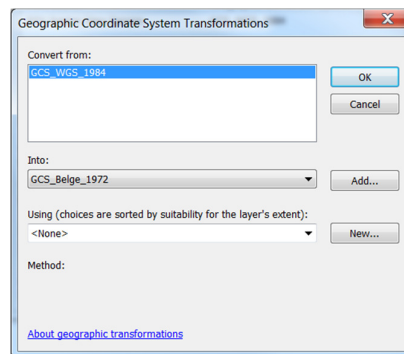 Geographic Coordinate System Transformations
Convert from:
GCS_WGS_1984
OK
Cancel
Into:
GCS_Belge_1972
Add...
Using (choices are sorted by suitability for the layer's extent):
<None>
New...
Method:
About geographic transformations